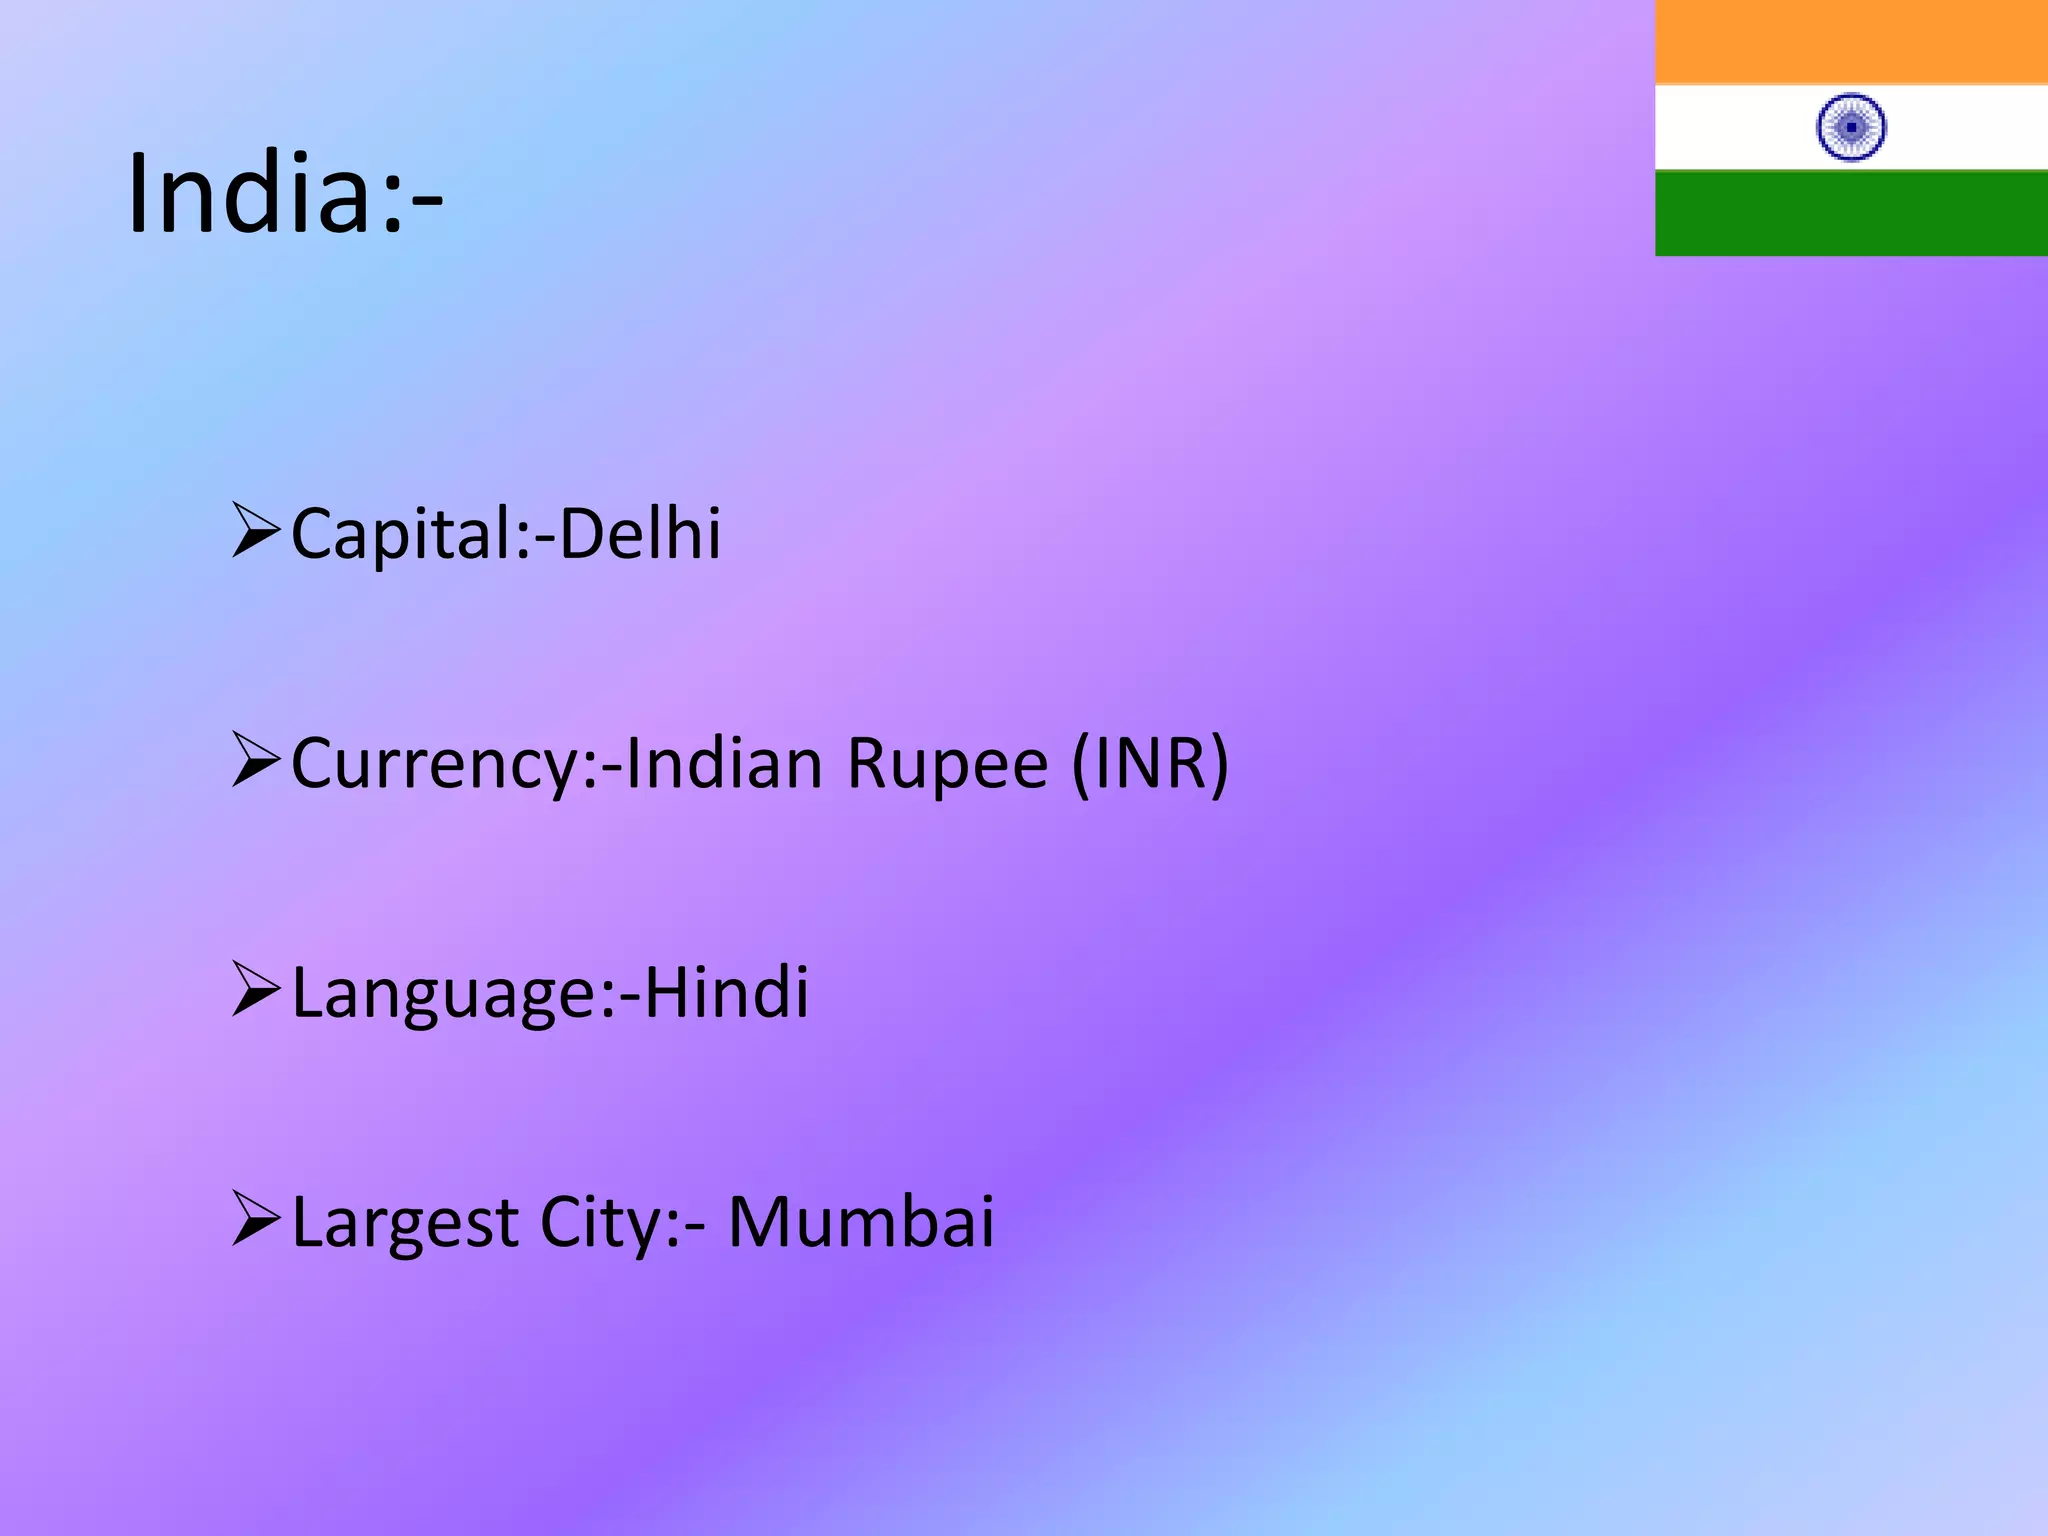 India:-
➢Capital:-Delhi
➢Currency:-Indian Rupee (INR)
➢Language:-Hindi
➢Largest City:- Mumbai